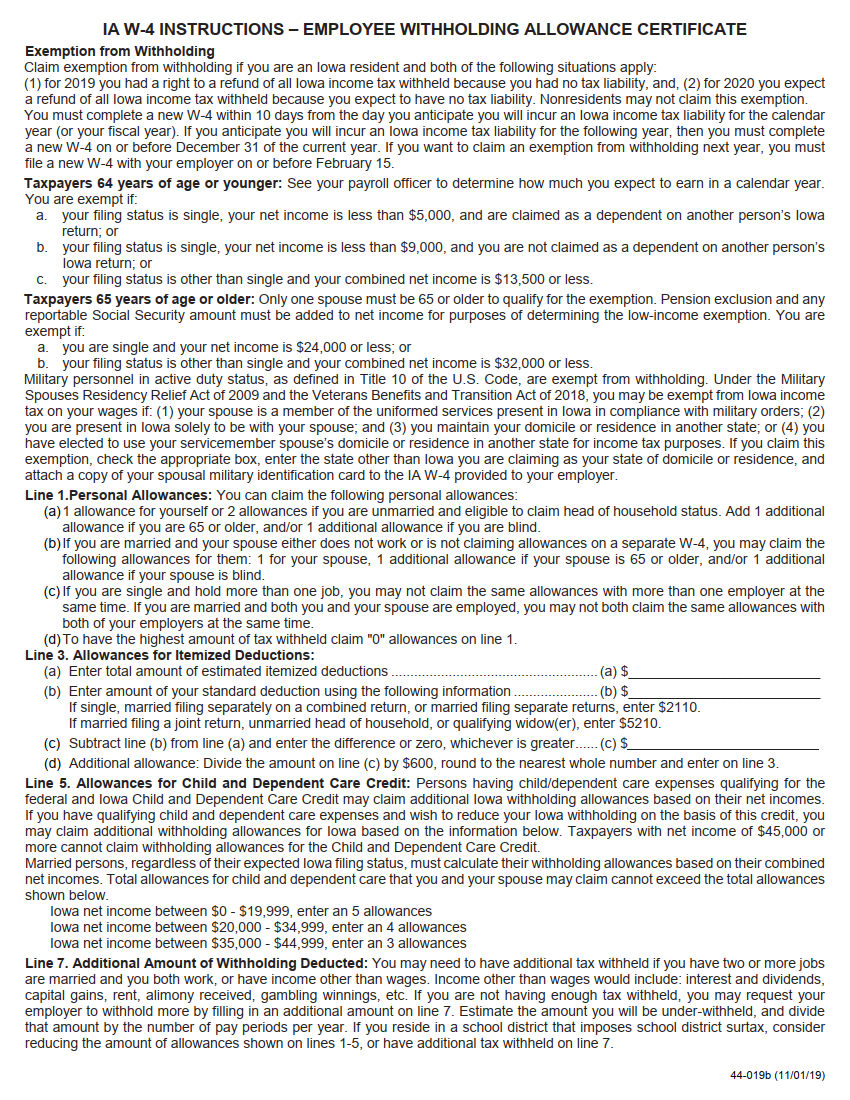 IA W-4 INSTRUCTIONS – EMPLOYEE WITHHOLDING ALLOWANCE CERTIFICATE
Exemption from Withholding
Claim exemption from withholding if you are an Iowa resident and both of the following situations apply:
(1) for 2019 you had a right to a refund of all Iowa income tax withheld because you had no tax liability, and, (2) for 2020 you expect
a refund of all Iowa income tax withheld because you expect to have no tax liability. Nonresidents may not claim this exemption.
You must complete a new W-4 within 10 days from the day you anticipate you will incur an Iowa income tax liability for the calendar
year (or your fiscal year). If you anticipate you will incur an Iowa income tax liability for the following year, then you must complete
a new W-4 on or before December 31 of the current year. If you want to claim an exemption from withholding next year, you must
file a new W-4 with your employer on or before February 15.
Taxpayers 64 years of age or younger: See your payroll officer to determine how much you expect to earn in a calendar year.
You are exempt if:
a. your filing status is single, your net income is less than $5,000, and are claimed as a dependent on another person's Iowa
return; or
b. your filing status is single, your net income is less than $9,000, and you are not claimed as a dependent on another person's
Iowa return; or
c. your filing status is other than single and your combined net income is $13,500 or less.
Taxpayers 65 years of age or older: Only one spouse must be 65 or older to qualify for the exemption. Pension exclusion and any
reportable Social Security amount must be added to net income for purposes of determining the low-income exemption. You are
exempt if:
a. you are single and your net income is $24,000 or less; or
b. your filing status is other than single and your combined net income is $32,000 or less.
Military personnel in active duty status, as defined in Title 10 of the U.S. Code, are exempt from withholding. Under the Military
Spouses Residency Relief Act of 2009 and the Veterans Benefits and Transition Act of 2018, you may be exempt from Iowa income
tax on your wages if: (1) your spouse is a member of the uniformed services present in Iowa in compliance with military orders; (2)
you are present in Iowa solely to be with your spouse; and (3) you maintain your domicile or residence in another state; or (4) you
have elected to use your servicemember spouse's domicile or residence in another state for income tax purposes. If you claim this
exemption, check the appropriate box, enter the state other than Iowa you are claiming as your state of domicile or residence, and
attach a copy of your spousal military identification card to the IA W-4 provided to your employer.
Line 1.Personal Allowances: You can claim the following personal allowances:
(a) 1 allowance for yourself or 2 allowances if you are unmarried and eligible to claim head of household status. Add 1 additional
allowance if you are 65 or older, and/or 1 additional allowance if you are blind.
(b) If you are married and your spouse either does not work or is not claiming allowances on a separate W-4, you may claim the
following allowances for them: 1 for your spouse, 1 additional allowance if your spouse is 65 or older, and/or 1 additional
allowance if your spouse is blind.
(c) If you are single and hold more than one job, you may not claim the same allowances with more than one employer at the
same time. If you are married and both you and your spouse are employed, you may not both claim the same allowances with
both of your employers at the same time.
(d) To have the highest amount of tax withheld claim "0" allowances on line 1.
Line 3. Allowances for Itemized Deductions:
(a) Enter total amount of estimated itemized deductions .................................................... (a) $
(b) Enter amount of your standard deduction using the following information ..................... (b) $
If single, married filing separately on a combined return, or married filing separate returns, enter $2110.
If married filing a joint return, unmarried head of household, or qualifying widow(er), enter $5210.
(c) Subtract line (b) from line (a) and enter the difference or zero, whichever is greater...... (c) $
(d) Additional allowance: Divide the amount on line (c) by $600, round to the nearest whole number and enter on line 3.
Line 5. Allowances for Child and Dependent Care Credit: Persons having child/dependent care expenses qualifying for the
federal and Iowa Child and Dependent Care Credit may claim additional Iowa withholding allowances based on their net incomes.
If you have qualifying child and dependent care expenses and wish to reduce your Iowa withholding on the basis of this credit, you
may claim additional withholding allowances for Iowa based on the information below. Taxpayers with net income of $45,000 or
more cannot claim withholding allowances for the Child and Dependent Care Credit.
Married persons, regardless of their expected Iowa filing status, must calculate their withholding allowances based on their combined
net incomes. Total allowances for child and dependent care that you and your spouse may claim cannot exceed the total allowances
shown below.
Iowa net income between $0 - $19,999, enter an 5 allowances
Iowa net income between $20,000 - $34,999, enter an 4 allowances
Iowa net income between $35,000 - $44,999, enter an 3 allowances
Line 7. Additional Amount of Withholding Deducted: You may need to have additional tax withheld if you have two or more jobs
are married and you both work, or have income other than wages. Income other than wages would include: interest and dividends,
capital gains, rent, alimony received, gambling winnings, etc. If you are not having enough tax withheld, you may request your
employer to withhold more by filling in an additional amount on line 7. Estimate the amount you will be under-withheld, and divide
that amount by the number of pay periods per year. If you reside in a school district that imposes school district surtax, consider
reducing the amount of allowances shown on lines 1-5, or have additional tax withheld on line 7.
44-019b (11/01/19)